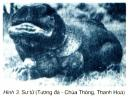 Hình 3. Sư tử (Tượng đá - Chùa Thông, Thanh Hoá)